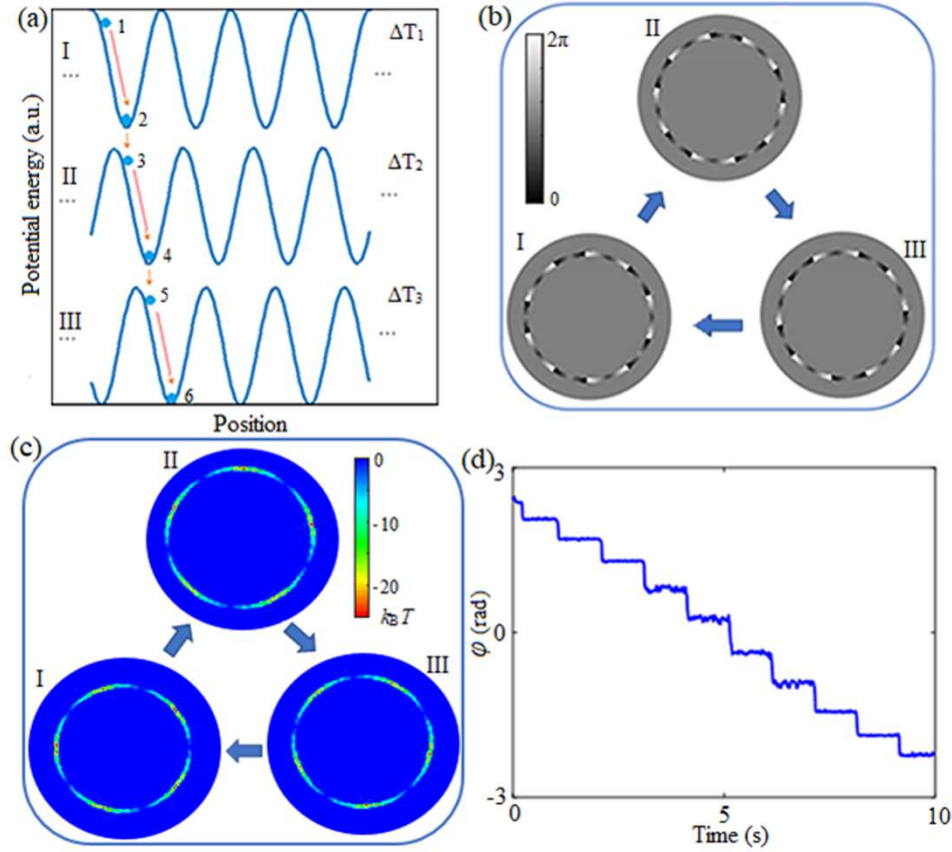 (a)
I
...
1
ΔT1
...
2
II
...
3
ΔT2
...
4
III
...
5
ΔT3
...
6
Potential energy (a.u.)
Position
(b)
2π
0
II
I
III
(c)
II
0
-10
-20
kBT
I
III
(d)
3
0
-3
φ (rad)
0
5
10
Time (s)